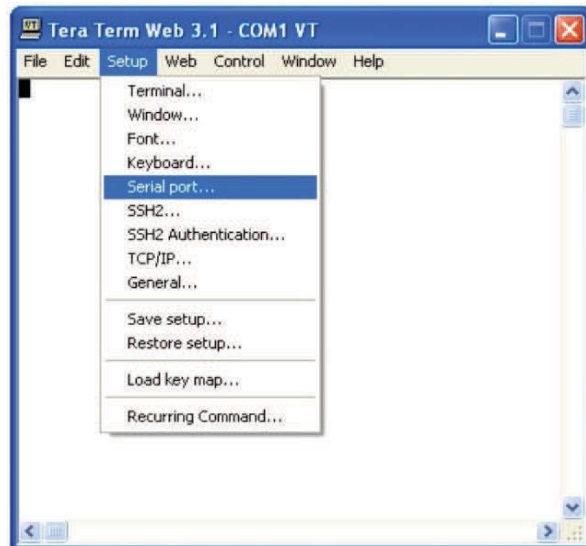 Tera Term Web 3.1 - COM1 VT
File Edit Setup Web Control Window Help
Terminal...
Window...
Font...
Keyboard...
Serial port...
SSH2...
SSH2 Authentication...
TCP/IP...
General...
Save setup...
Restore setup...
Load key map...
Recurring Command...